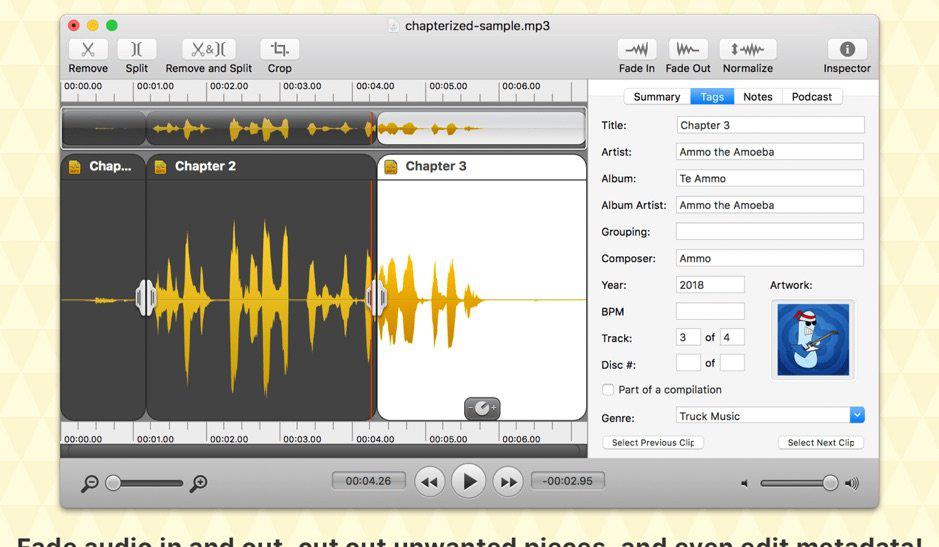 chapterized-sample.mp3
Remove Split Remove and Split Crop Fade In Fade Out Normalize Inspector
00:00.00 00:01.00 00:02.00 00:03.00 00:04.00 00:05.00 00:06.00
Chap... Chapter 2 Chapter 3
00:00.00 00:01.00 00:02.00 00:03.00 00:04.00 00:05.00 00:06.00
Summary Tags Notes Podcast
Title: Chapter 3
Artist: Ammo the Amoeba
Album: Te Ammo
Album Artist: Ammo the Amoeba
Grouping:
Composer: Ammo
Year: 2018 Artwork:
BPM
Track: 3 of 4
Disc #: of
Part of a compilation
Genre: Truck Music
Select Previous Clip Select Next Clip
00:04.26 -00:02.95
Fade audio in and out, cut out unwanted pieces, and even edit metadata!